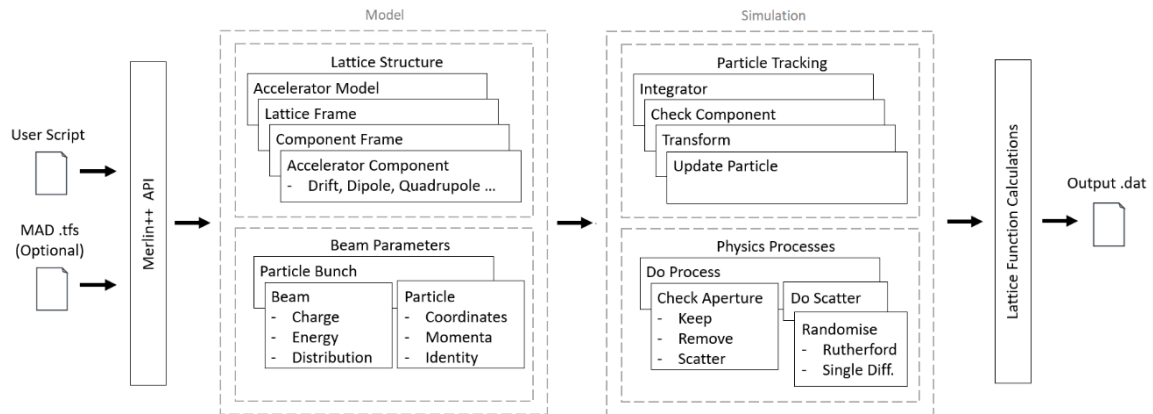 Model
Simulation
User Script
MAD .tfs
(Optional)
Merlin++ API
Lattice Structure
Accelerator Model
Lattice Frame
Component Frame
Accelerator Component
- Drift, Dipole, Quadrupole ...
Beam Parameters
Particle Bunch
Beam
- Charge
- Energy
- Distribution
Particle
- Coordinates
- Momenta
- Identity
Particle Tracking
Integrator
Check Component
Transform
Update Particle
Physics Processes
Do Process
Check Aperture
- Keep
- Remove
- Scatter
Do Scatter
Randomise
- Rutherford
- Single Diff.
Lattice Function Calculations
Output .dat